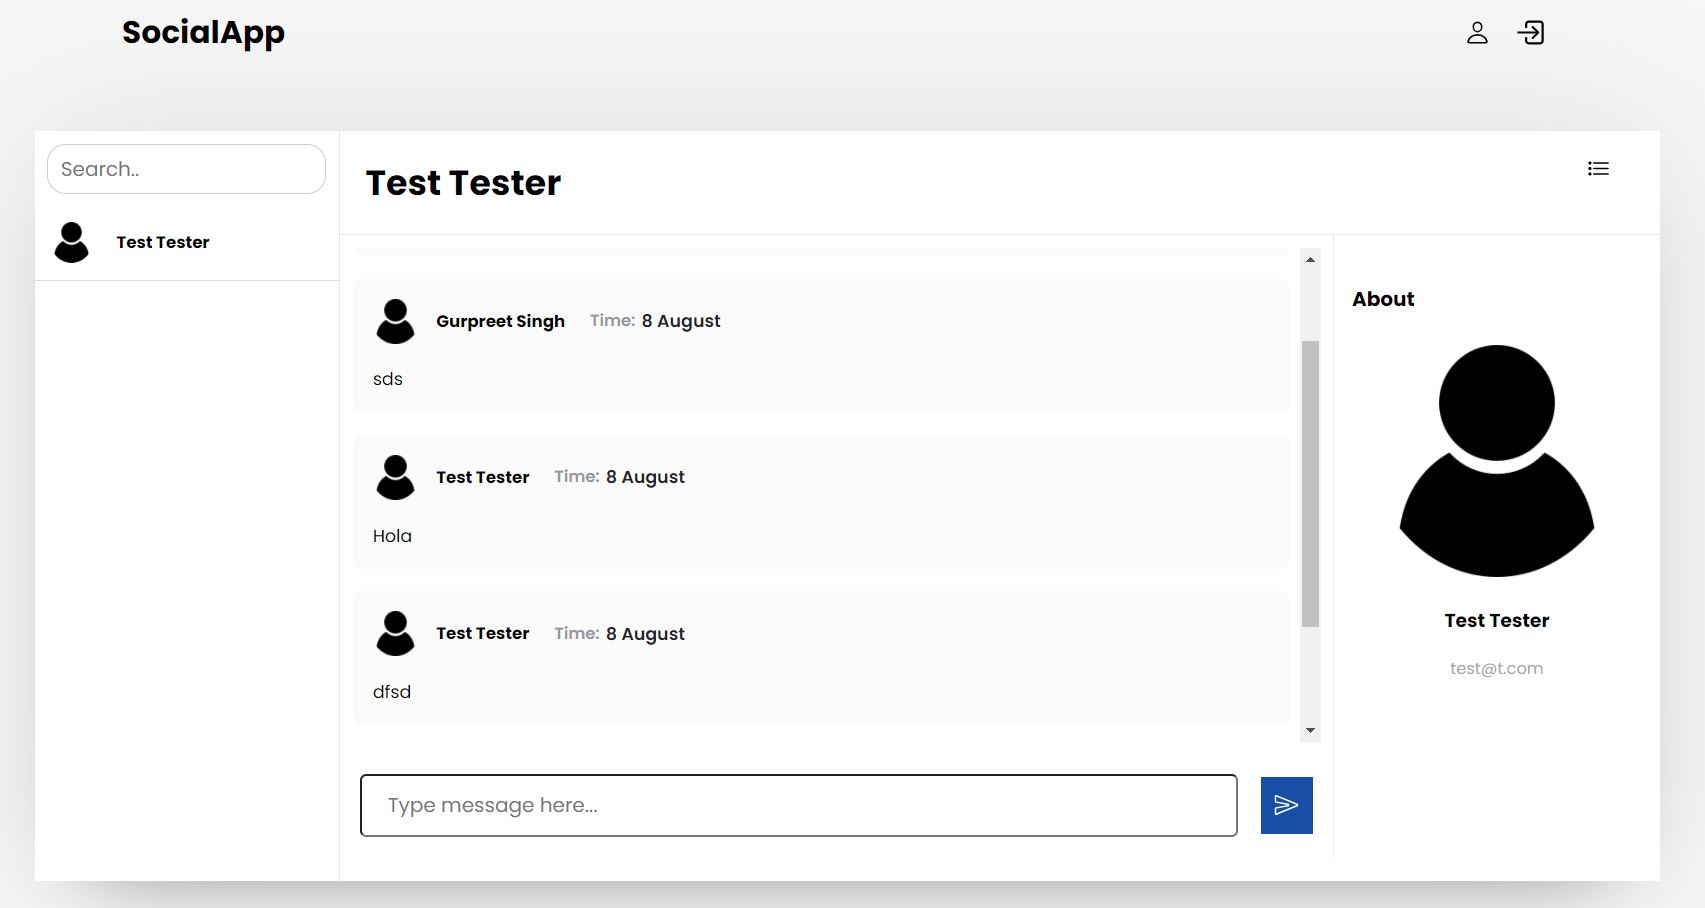 SocialApp
Search..
Test Tester
Test Tester
Gurpreet Singh Time: 8 August
sds
Test Tester Time: 8 August
Hola
Test Tester Time: 8 August
dfsd
Type message here...
About
Test Tester
test@t.com